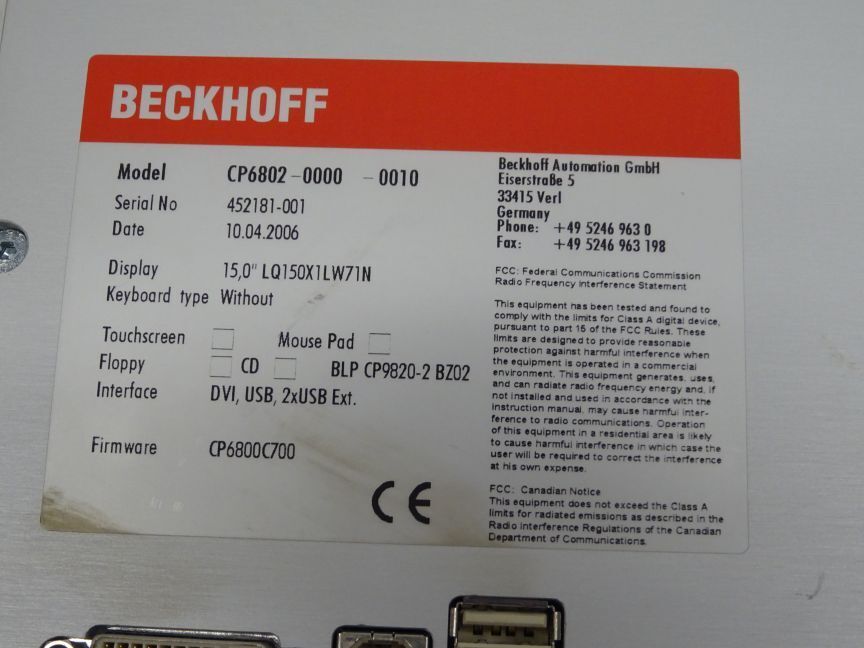 BECKHOFF
Model CP6802-0000 -0010
Serial No 452181-001
Date 10.04.2006
Display 15,0" LQ150X1LW71N
Keyboard type Without
Touchscreen Mouse Pad
Floppy CD BLP CP9820-2 BZ02
Interface DVI, USB, 2xUSB Ext.
Firmware CP6800C700
CE
Beckhoff Automation GmbH
Eiserstraße 5
33415 Verl
Germany
Phone: +49 5246 963 0
Fax: +49 5246 963 198
FCC: Federal Communications Commission
Radio Frequency Interference Statement
This equipment has been tested and found to
comply with the limits for Class A digital device,
pursuant to part 15 of the FCC Rules. These
limits are designed to provide reasonable
protection against harmful interference when
the equipment is operated in a commercial
environment. This equipment generates, uses,
and can radiate radio frequency energy and, if
not installed and used in accordance with the
instruction manual, may cause harmful inter-
ference to radio communications. Operation
of this equipment in a residential area is likely
to cause harmful interference in which case the
user will be required to correct the interference
at his own expense.
FCC: Canadian Notice
This equipment does not exceed the Class A
limits for radiated emissions as described in the
Radio Interference Regulations of the Canadian
Department of Communications.